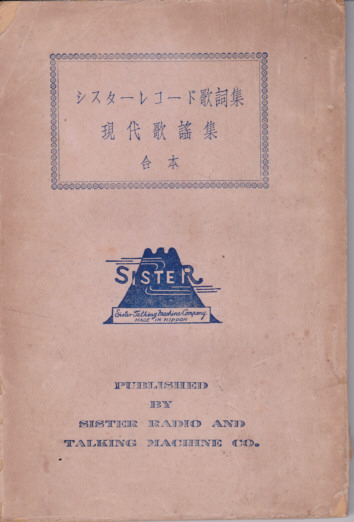 シスターレコード歌詞集
現代歌謠集
合本
SISTER
Sister Talking Machine Company
MADE IN NIPPON
PUBLISHED
BY
SISTER RADIO AND
TALKING MACHINE CO.